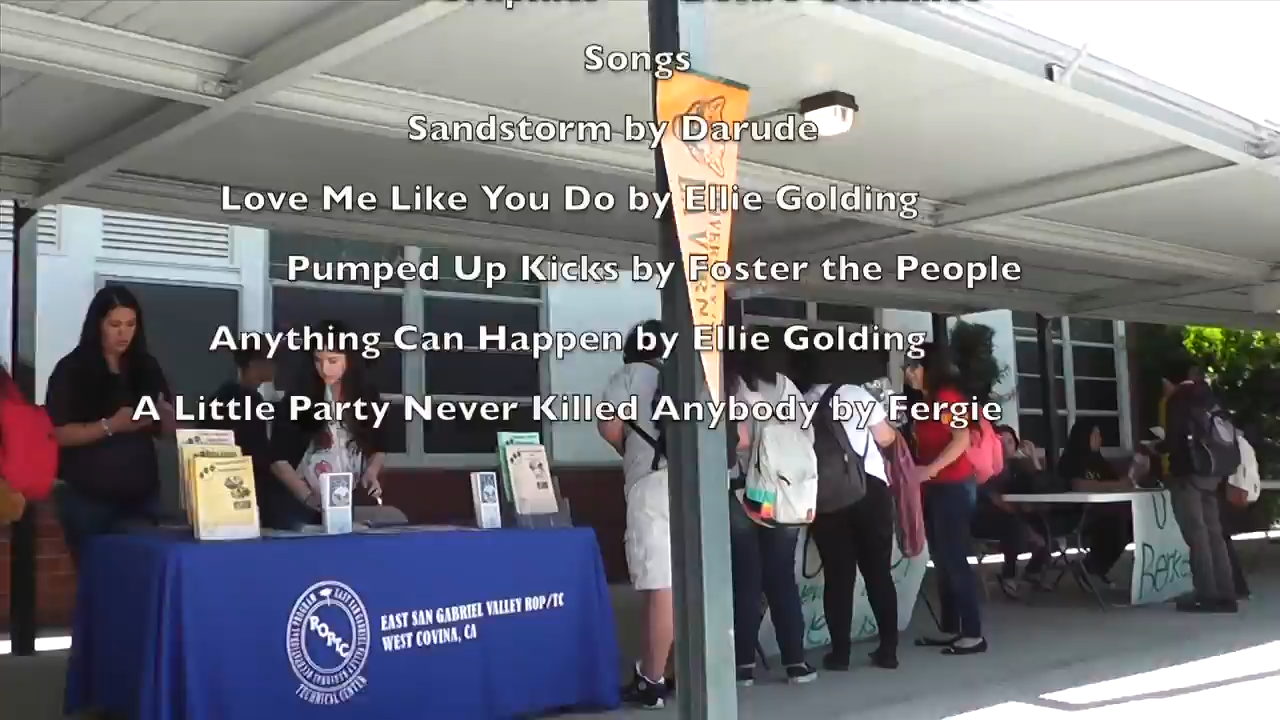 Songs
Sandstorm by Darude
Love Me Like You Do by Ellie Golding
Pumped Up Kicks by Foster the People
Anything Can Happen by Ellie Golding
A Little Party Never Killed Anybody by Fergie
EAST SAN GABRIEL VALLEY ROP/TC
WEST COVINA, CA
TECHNICAL CENTER
U